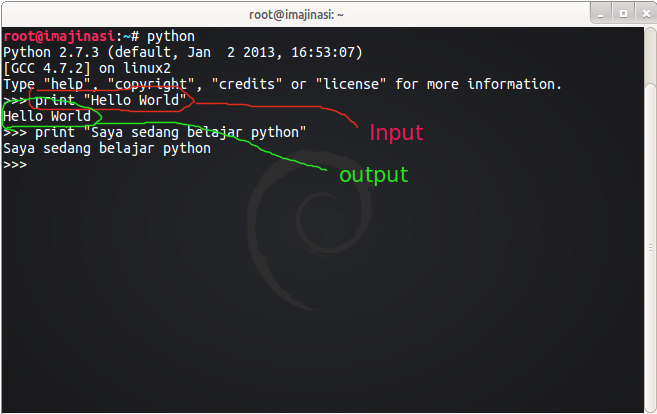 root@imajinasi: ~
root@imajinasi:~# python
Python 2.7.3 (default, Jan  2 2013, 16:53:07)
[GCC 4.7.2] on linux2
Type "help", "copyright", "credits" or "license" for more information.
>>> print "Hello World"
Hello World
>>> print "Saya sedang belajar python"
Input
Saya sedang belajar python
>>>
output